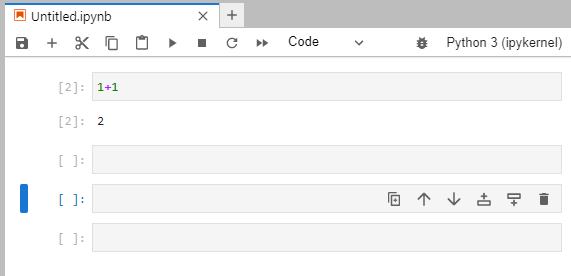 Untitled.ipynb
Code
Python 3 (ipykernel)
[2]: 1+1
[2]: 2
[ ]:
[ ]:
[ ]: